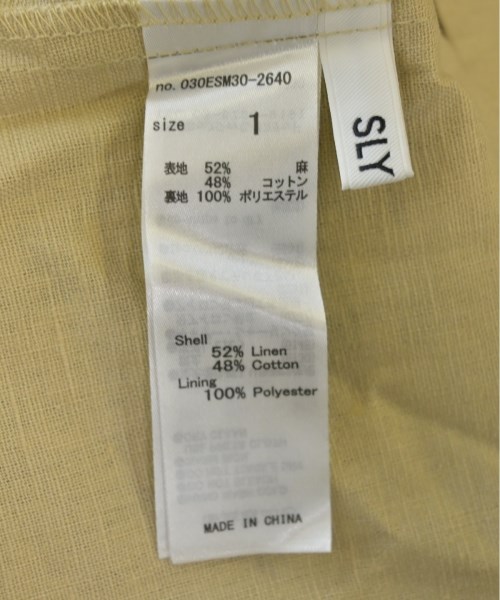 no. 030ESM30-2640
size 1
表地 52% 麻
48% コットン
裏地 100% ポリエステル
Shell
52% Linen
48% Cotton
Lining
100% Polyester
MADE IN CHINA
SLY